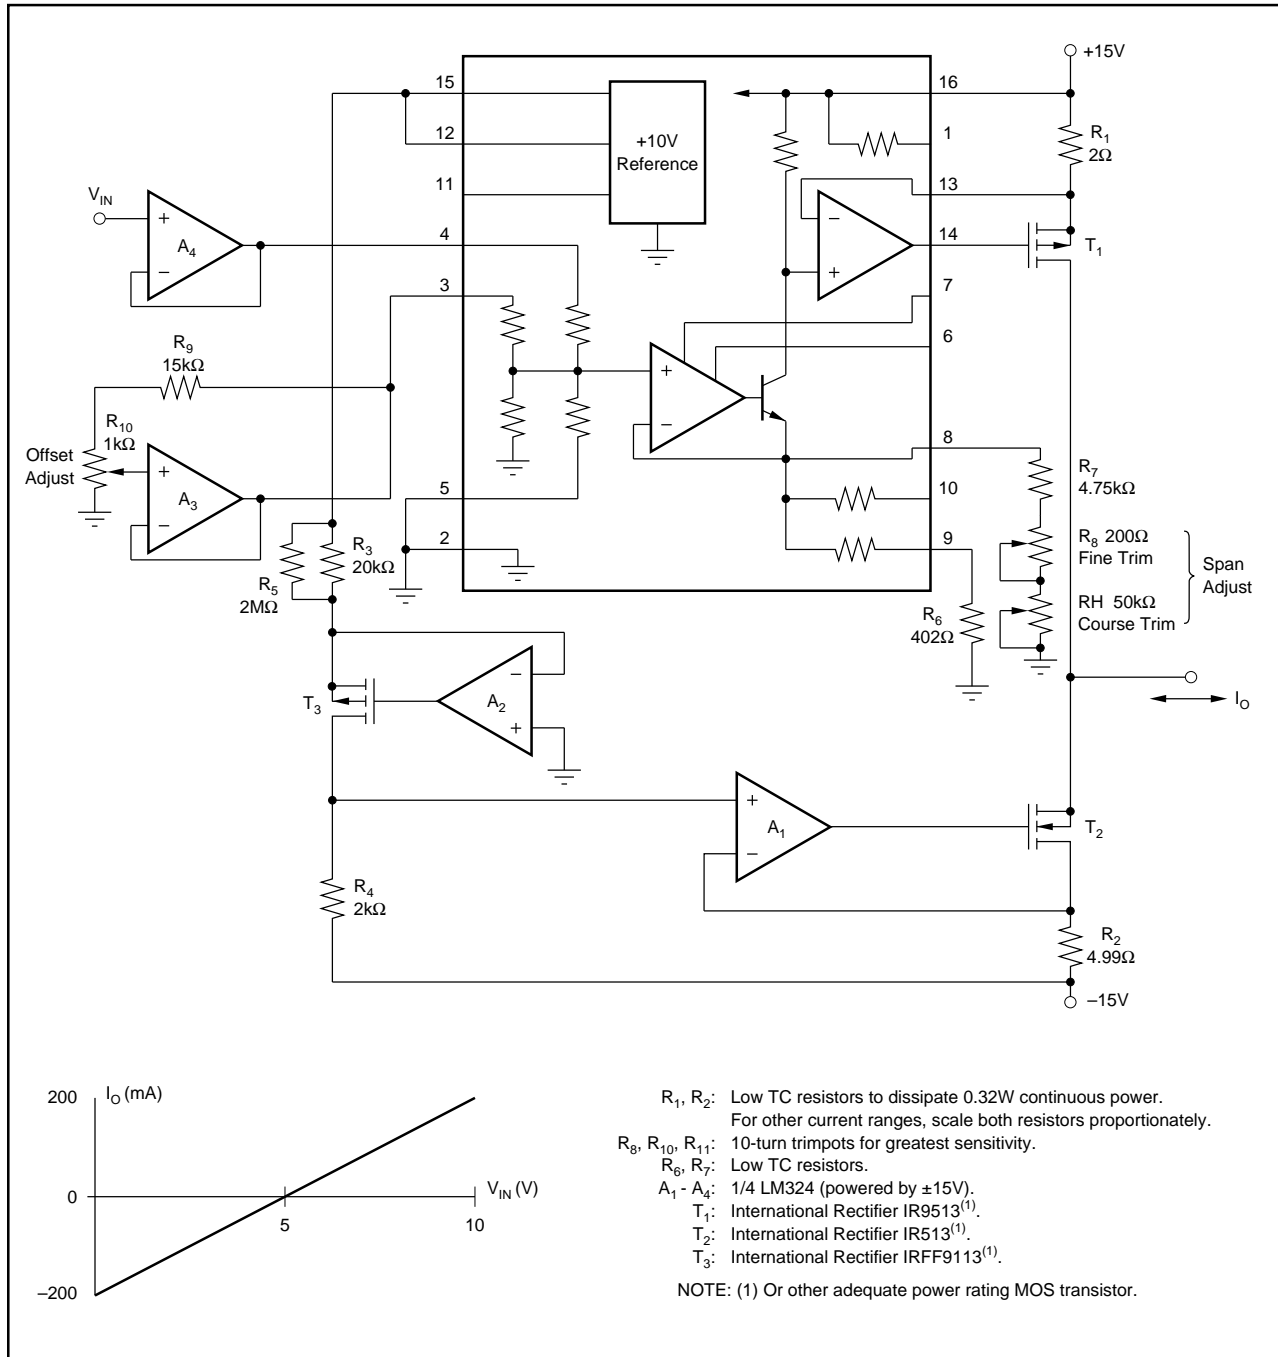 +15V
15
16
12
+10V
Reference
1
R1
2Ω
11
13
VIN
+
–
A4
4
–
+
14
T1
3
7
6
R9
15kΩ
+
–
R10
1kΩ
Offset
Adjust
+
–
A3
8
R7
4.75kΩ
5
10
2
9
R3
20kΩ
R5
2MΩ
R8 200Ω
Fine Trim
Span
Adjust
RH 50kΩ
Course Trim
R6
402Ω
T3
–
+
A2
IO
+
–
A1
T2
R4
2kΩ
R2
4.99Ω
–15V
200
IO (mA)
0
VIN (V)
5
10
–200
R1, R2: Low TC resistors to dissipate 0.32W continuous power.
For other current ranges, scale both resistors proportionately.
R8, R10, R11: 10-turn trimpots for greatest sensitivity.
R6, R7: Low TC resistors.
A1 - A4: 1/4 LM324 (powered by ±15V).
T1: International Rectifier IR9513(1).
T2: International Rectifier IR513(1).
T3: International Rectifier IRFF9113(1).
NOTE: (1) Or other adequate power rating MOS transistor.